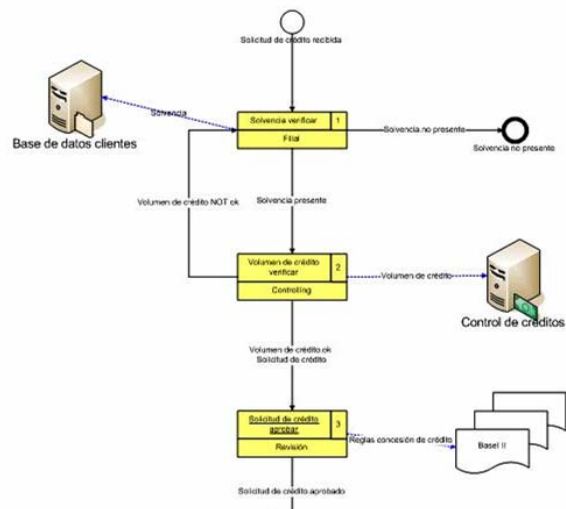 Solicitud de crédito recibida
Solvencia
Base de datos clientes
Solvencia verificar 1
Filial
Solvencia no presente
Solvencia no presente
Volumen de crédito NOT ok
Solvencia presente
Volumen de crédito
verificar
2
Controlling
Volumen de crédito
Control de créditos
Volumen de crédito ok
Solicitud de crédito
Solicitud de crédito
aprobar
3
Revisión
Reglas concesión de crédito
Basel II
Solicitud de crédito aprobado